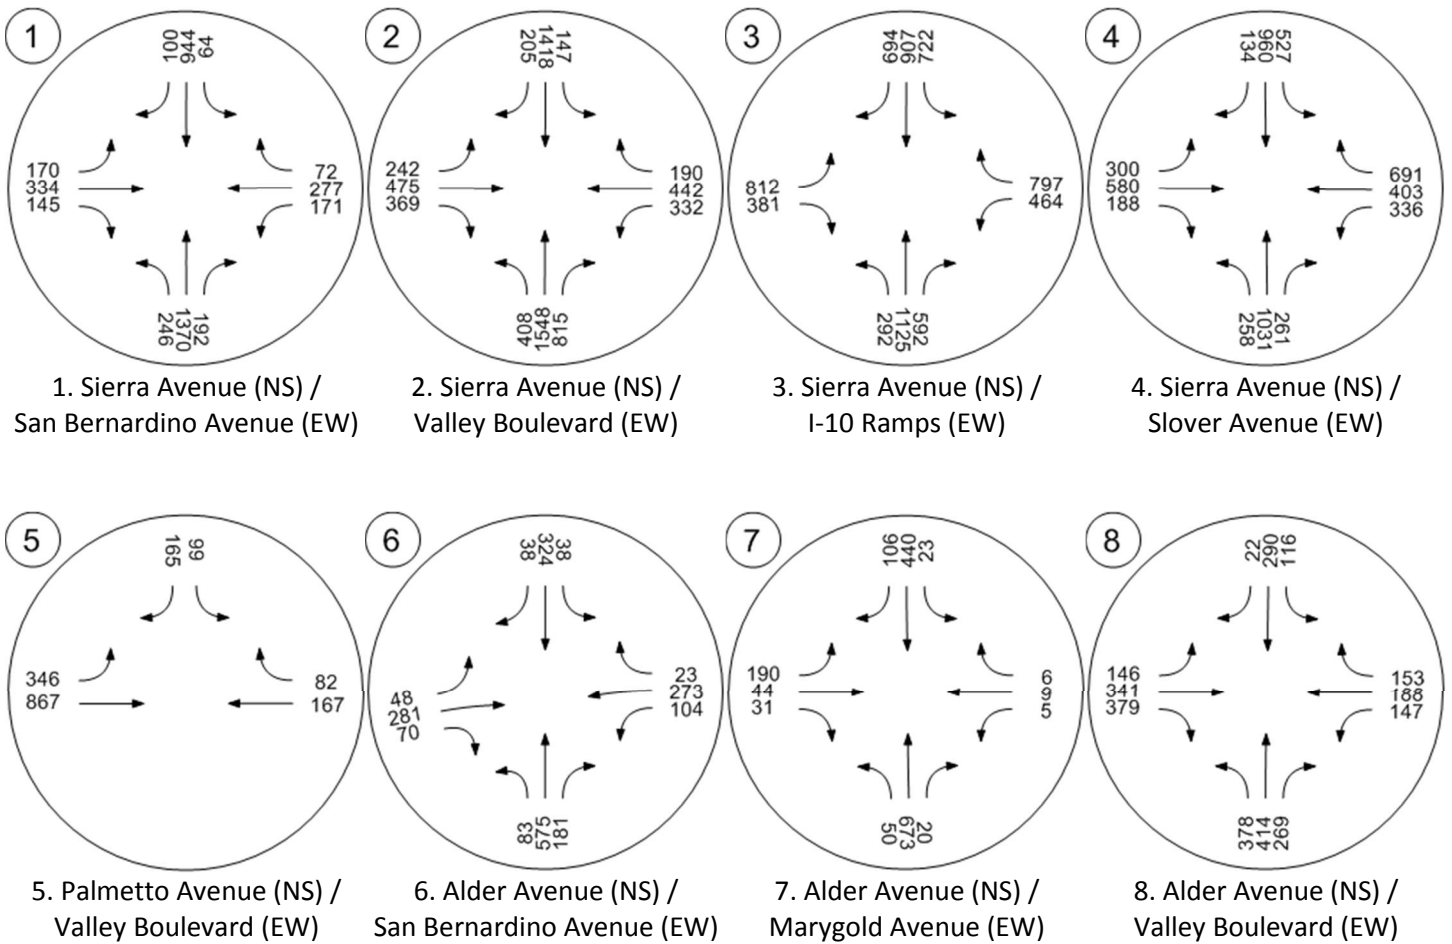 1
100 944 64
170
334
145
72
277
171
246 1370 192
1. Sierra Avenue (NS) /
San Bernardino Avenue (EW)
2
205 1418 147
242
475
369
190
442
332
408 1548 815
2. Sierra Avenue (NS) /
Valley Boulevard (EW)
3
664 907 722
812
381
797
464
292 1125 592
3. Sierra Avenue (NS) /
I-10 Ramps (EW)
4
134 960 527
300
580
188
691
403
336
258 1031 261
4. Sierra Avenue (NS) /
Slover Avenue (EW)
5
165 99
346
867
82
167
5. Palmetto Avenue (NS) /
Valley Boulevard (EW)
6
38 324 38
48
281
70
23
273
104
83 575 181
6. Alder Avenue (NS) /
San Bernardino Avenue (EW)
7
106 440 23
190
44
31
6
9
5
50 673 20
7. Alder Avenue (NS) /
Marygold Avenue (EW)
8
22 290 116
146
341
379
153
188
147
378 414 269
8. Alder Avenue (NS) /
Valley Boulevard (EW)